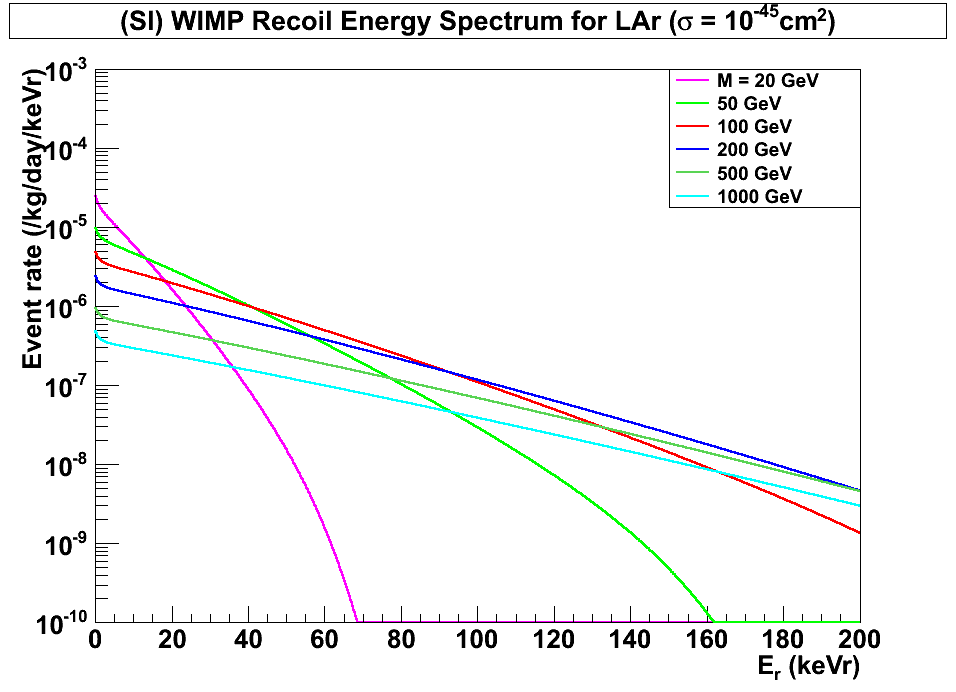 (SI) WIMP Recoil Energy Spectrum for LAr (σ = 10⁻⁴⁵cm²)
Event rate (/kg/day/keVr)
10⁻³
10⁻⁴
10⁻⁵
10⁻⁶
10⁻⁷
10⁻⁸
10⁻⁹
10⁻¹⁰
M = 20 GeV
50 GeV
100 GeV
200 GeV
500 GeV
1000 GeV
0 20 40 60 80 100 120 140 160 180 200
Eᵣ (keVr)